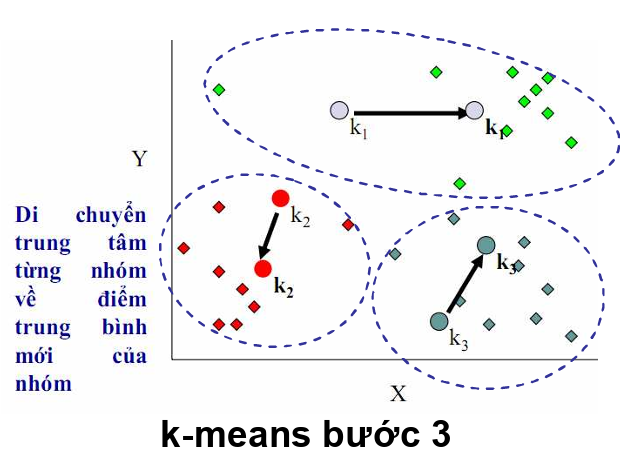 k₁
k₁
Y
k₂
k₂
k₃
k₃
Di chuyển
trung tâm
từng nhóm
về điểm
trung bình
mới của
nhóm
X
k-means bước 3